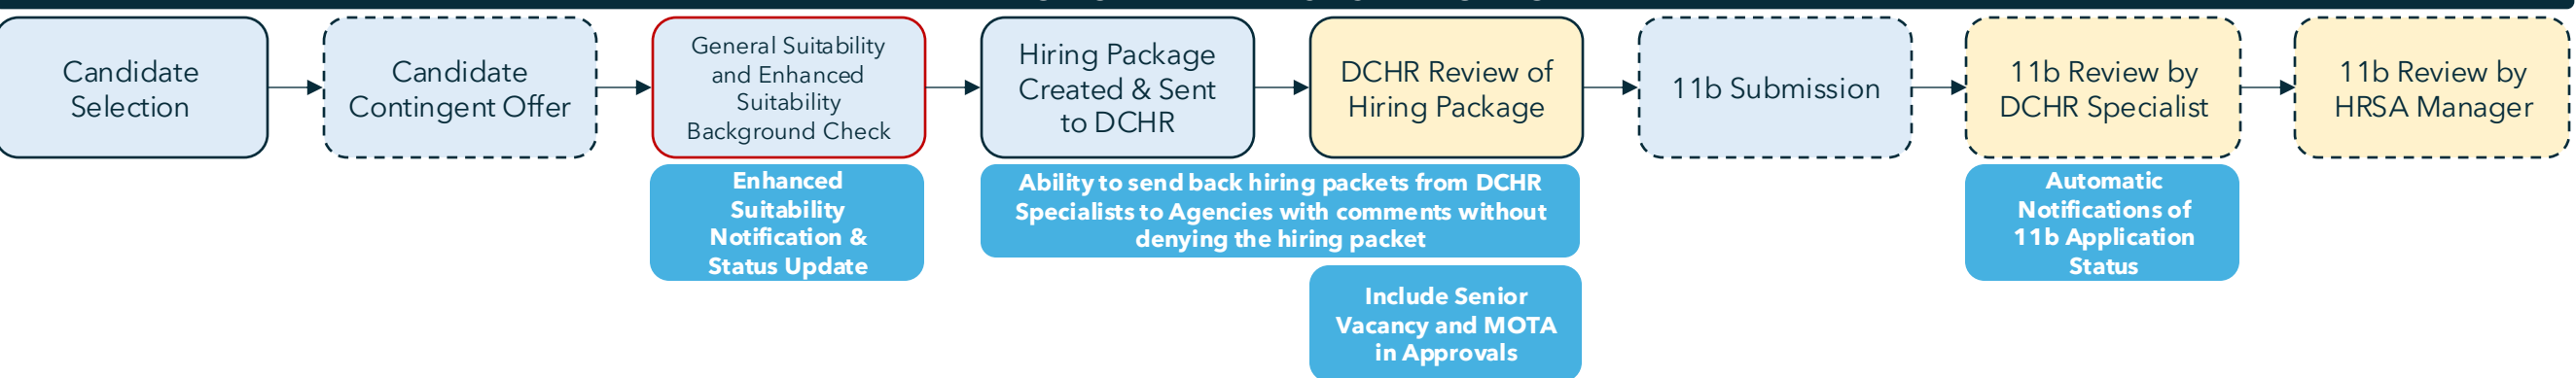 Candidate
Selection
Candidate
Contingent Offer
General Suitability
and Enhanced
Suitability
Background Check
Hiring Package
Created & Sent
to DCHR
DCHR Review of
Hiring Package
11b Submission
11b Review by
DCHR Specialist
11b Review by
HRSA Manager
Enhanced
Suitability
Notification &
Status Update
Ability to send back hiring packets from DCHR
Specialists to Agencies with comments without
denying the hiring packet
Automatic
Notifications of
11b Application
Status
Include Senior
Vacancy and MOTA
in Approvals